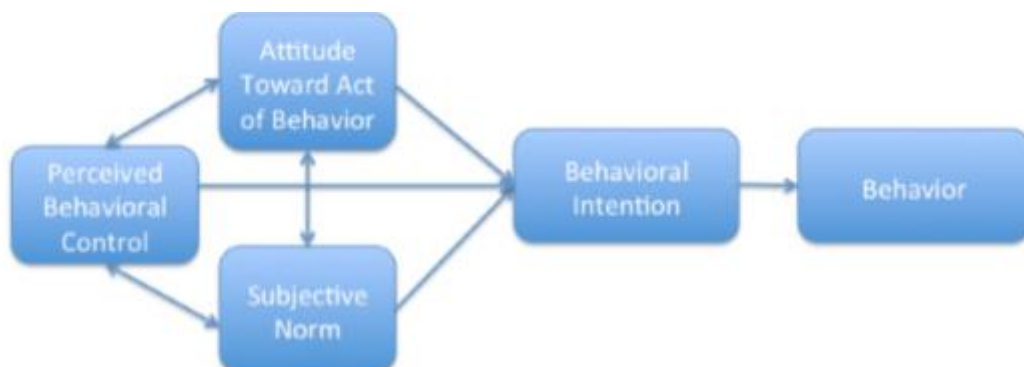 Attitude
Toward Act
of Behavior
Perceived
Behavioral
Control
Subjective
Norm
Behavioral
Intention
Behavior